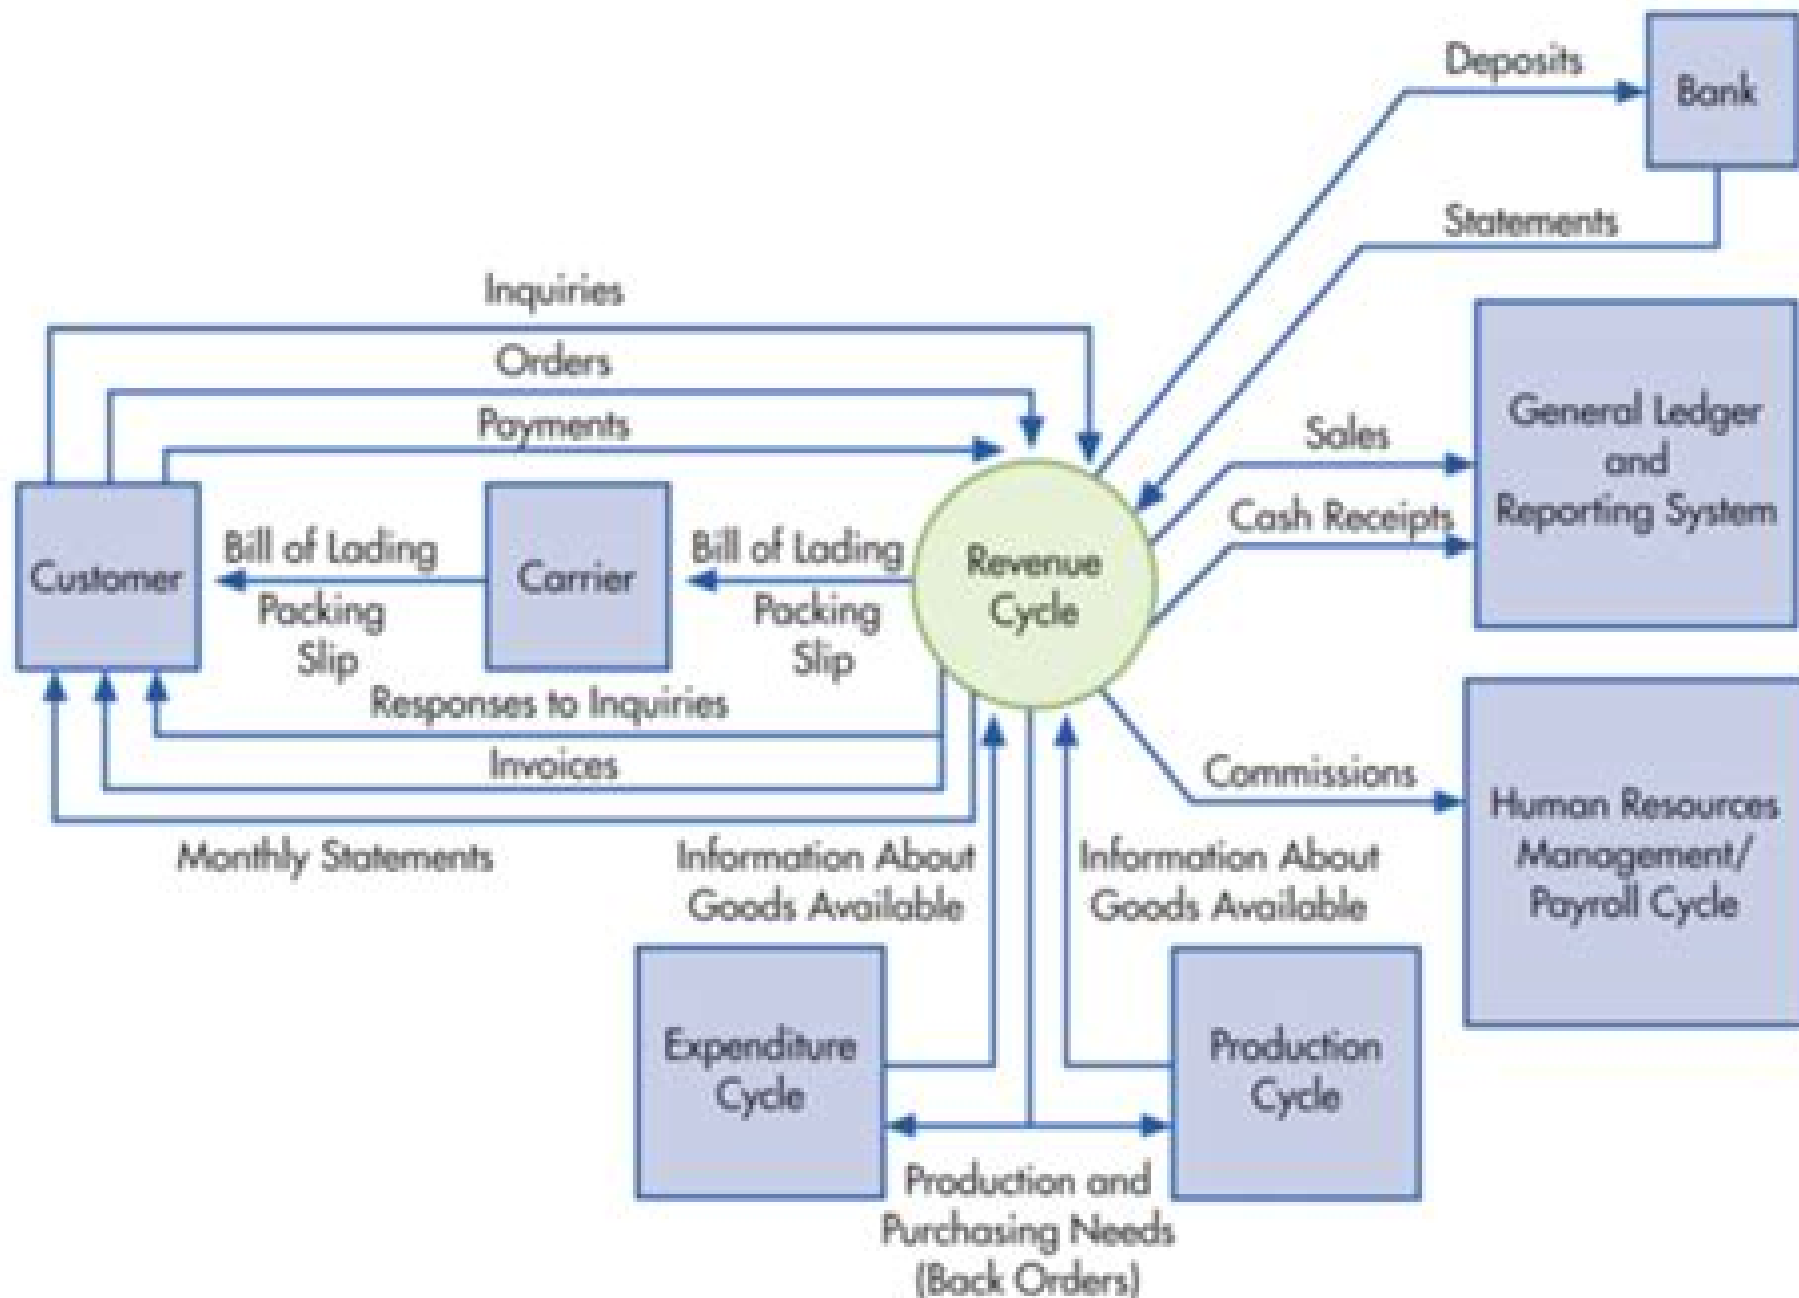 Deposits
Bank
Statements
Inquiries
Orders
Payments
Sales
Cash Receipts
General Ledger
and
Reporting System
Customer
Bill of Lading
Packing
Slip
Carrier
Bill of Lading
Packing
Slip
Revenue
Cycle
Responses to Inquiries
Invoices
Monthly Statements
Commissions
Human Resources
Management/
Payroll Cycle
Information About
Goods Available
Information About
Goods Available
Expenditure
Cycle
Production
Cycle
Production and
Purchasing Needs
(Back Orders)